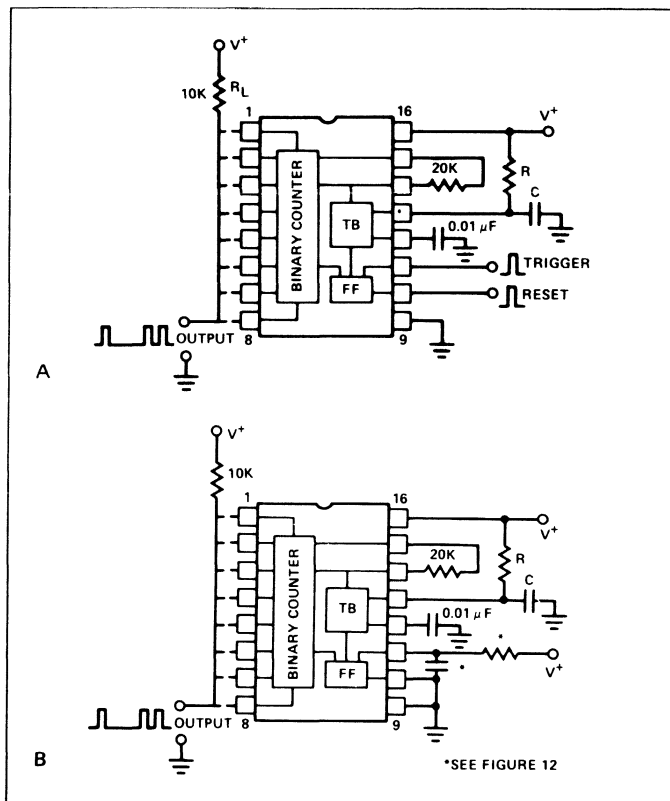 V+
10K
RL
1
16
V+
BINARY COUNTER
20K
R
C
TB
0.01 μF
TRIGGER
FF
RESET
OUTPUT
8
9
A
V+
10K
1
16
V+
BINARY COUNTER
20K
R
C
TB
0.01 μF
*
*
V+
FF
OUTPUT
8
9
B
*SEE FIGURE 12